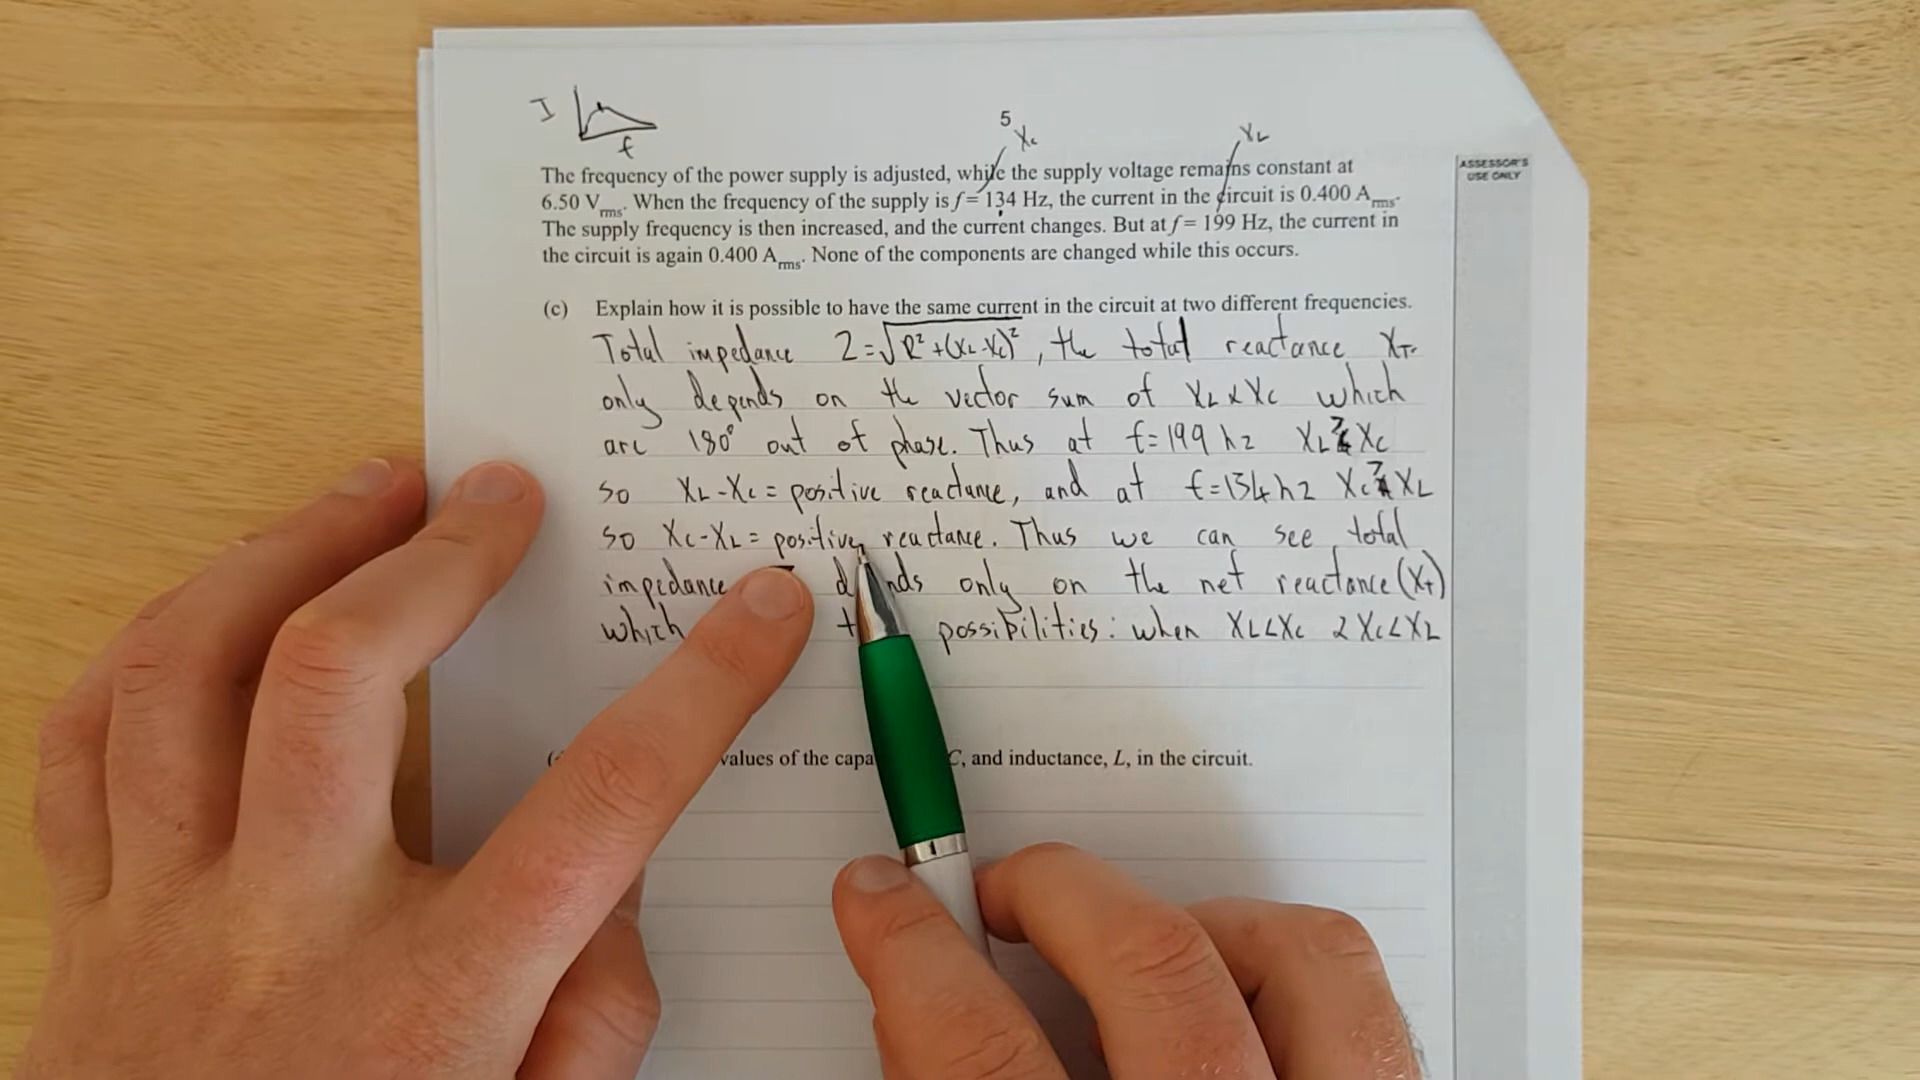 I
f
5
Xc
XL
The frequency of the power supply is adjusted, while the supply voltage remains constant at
6.50 Vrms. When the frequency of the supply is f = 134 Hz, the current in the circuit is 0.400 Arms.
The supply frequency is then increased, and the current changes. But at f = 199 Hz, the current in
the circuit is again 0.400 Arms. None of the components are changed while this occurs.
ASSESSOR'S
USE ONLY
(c) Explain how it is possible to have the same current in the circuit at two different frequencies.
Total impedance Z=√R²+(XL-Xc)², the total reactance XT
only depends on the vector sum of XL & Xc which
are 180° out of phase. Thus at f=199 hz XL > Xc
so XL-Xc = positive reactance, and at f=134 hz Xc > XL
so Xc-XL = positive reactance. Thus we can see total
impedance only on the net reactance (XT)
which possibilities: when XL<Xc & Xc<XL
values of the C, and inductance, L, in the circuit.